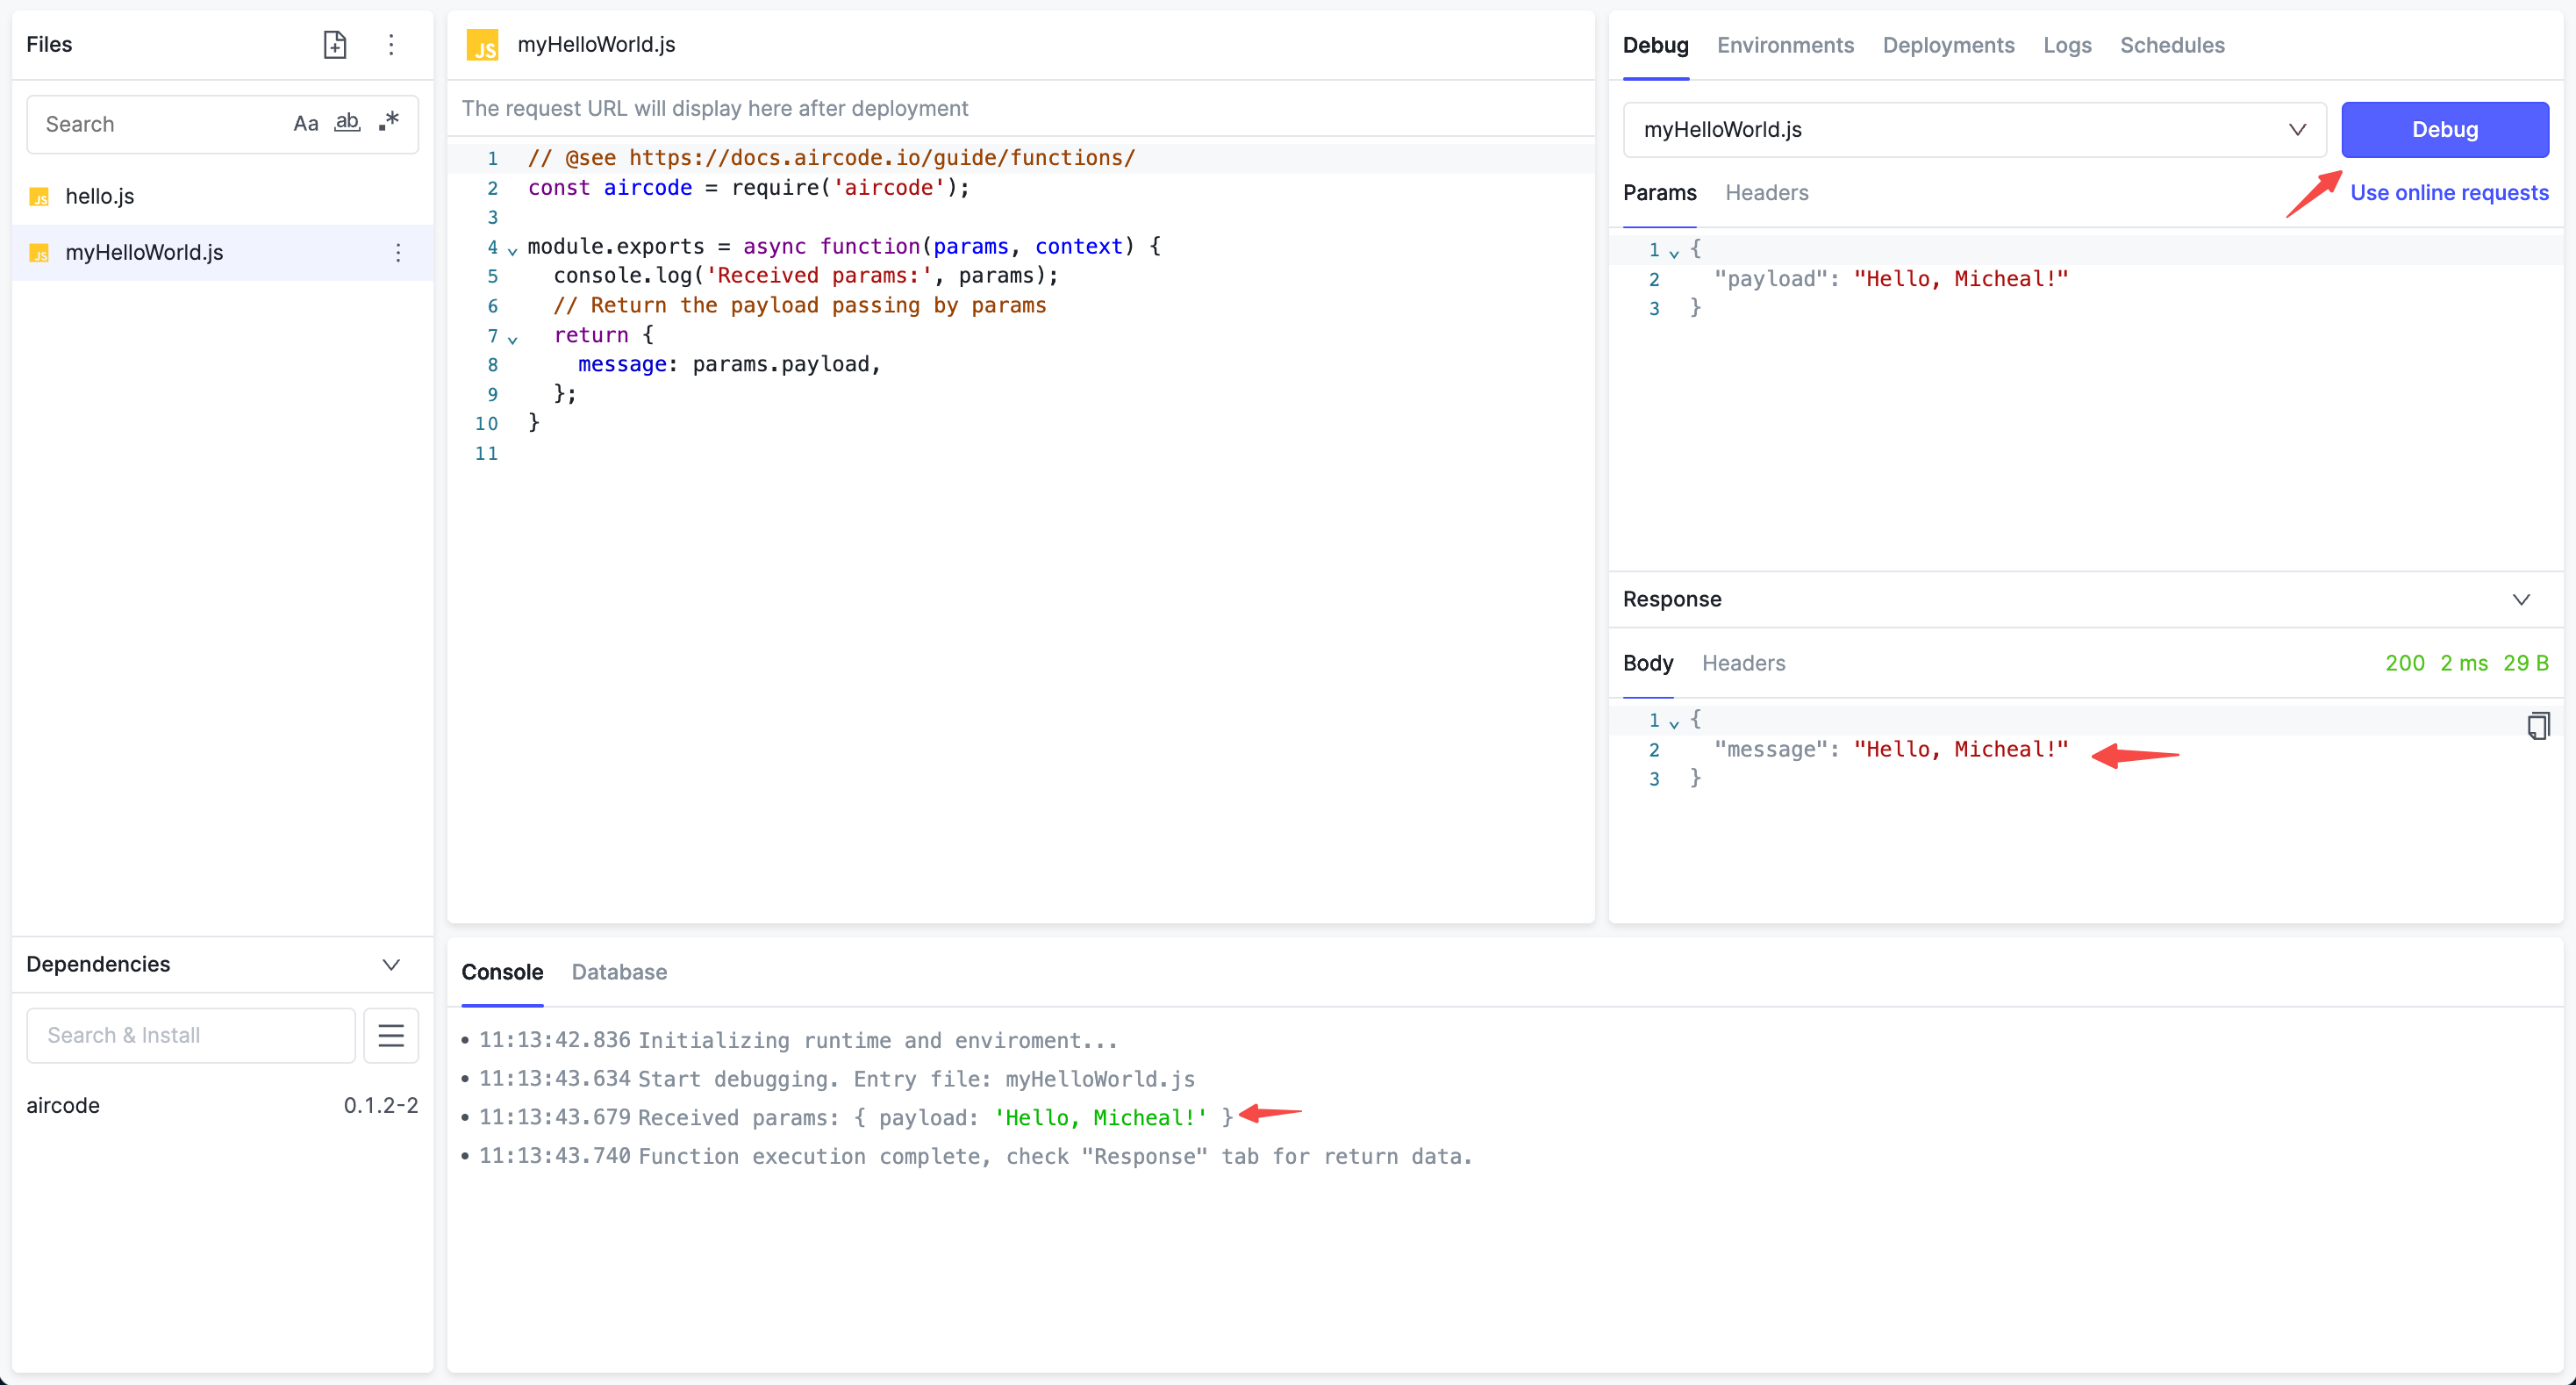 Files
Search Aa ab .*
JS hello.js
JS myHelloWorld.js
Dependencies
Search & Install
aircode 0.1.2-2
JS myHelloWorld.js
The request URL will display here after deployment
1 // @see https://docs.aircode.io/guide/functions/
2 const aircode = require('aircode');
3
4 module.exports = async function(params, context) {
5 console.log('Received params:', params);
6 // Return the payload passing by params
7 return {
8 message: params.payload,
9 };
10 }
11
Debug Environments Deployments Logs Schedules
myHelloWorld.js Debug
Params Headers Use online requests
1 {
2 "payload": "Hello, Micheal!"
3 }
Response
Body Headers 200 2 ms 29 B
1 {
2 "message": "Hello, Micheal!"
3 }
Console Database
• 11:13:42.836 Initializing runtime and enviroment...
• 11:13:43.634 Start debugging. Entry file: myHelloWorld.js
• 11:13:43.679 Received params: { payload: 'Hello, Micheal!' }
• 11:13:43.740 Function execution complete, check "Response" tab for return data.